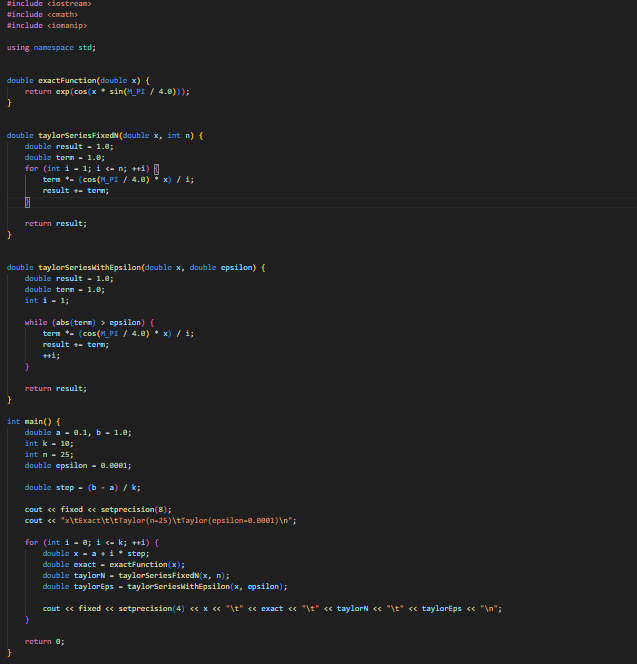 #include <iostream>
#include <cmath>
#include <iomanip>
using namespace std;
double exactFunction(double x) {
return exp(cos(x * sin(M_PI / 4.0)));
}
double taylorSeriesFixedN(double x, int n) {
double result = 1.0;
double term = 1.0;
for (int i = 1; i <= n; ++i) {
term *= (cos(M_PI / 4.0) * x) / i;
result += term;
}
return result;
}
double taylorSeriesWithEpsilon(double x, double epsilon) {
double result = 1.0;
double term = 1.0;
int i = 1;
while (abs(term) > epsilon) {
term *= (cos(M_PI / 4.0) * x) / i;
result += term;
++i;
}
return result;
}
int main() {
double a = 0.1, b = 1.0;
int k = 10;
int n = 25;
double epsilon = 0.0001;
double step = (b - a) / k;
cout << fixed << setprecision(8);
cout << "x\tExact\t\tTaylor(n=25)\tTaylor(epsilon=0.0001)\n";
for (int i = 0; i <= k; ++i) {
double x = a + i * step;
double exact = exactFunction(x);
double taylorN = taylorSeriesFixedN(x, n);
double taylorEps = taylorSeriesWithEpsilon(x, epsilon);
cout << fixed << setprecision(4) << x << "\t" << exact << "\t" << taylorN << "\t" << taylorEps << "\n";
}
return 0;
}